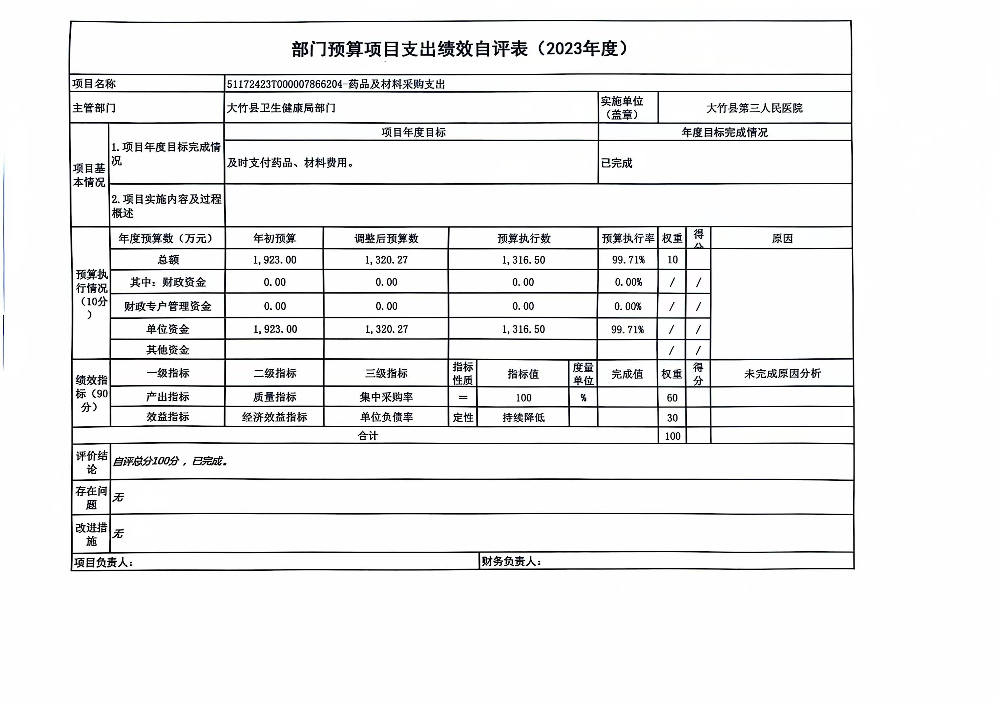 部门预算项目支出绩效自评表（2023年度）
项目名称 51172423T000007866204-药品及材料采购支出
主管部门 大竹县卫生健康局部门 实施单位（盖章） 大竹县第三人民医院
项目基本情况 1.项目年度目标完成情况 项目年度目标 年度目标完成情况
及时支付药品、材料费用。 已完成
2.项目实施内容及过程概述
预算执行情况（10分） 年度预算数（万元） 年初预算 调整后预算数 预算执行数 预算执行率 权重 得分 原因
总额 1,923.00 1,320.27 1,316.50 99.71% 10
其中：财政资金 0.00 0.00 0.00 0.00% / /
财政专户管理资金 0.00 0.00 0.00 0.00% / /
单位资金 1,923.00 1,320.27 1,316.50 99.71% / /
其他资金 / /
绩效指标（90分） 一级指标 二级指标 三级指标 指标性质 指标值 度量单位 完成值 权重 得分 未完成原因分析
产出指标 质量指标 集中采购率 ＝ 100 % 60
效益指标 经济效益指标 单位负债率 定性 持续降低 30
合计 100
评价结论 自评总分100分，已完成。
存在问题 无
改进措施 无
项目负责人： 财务负责人：